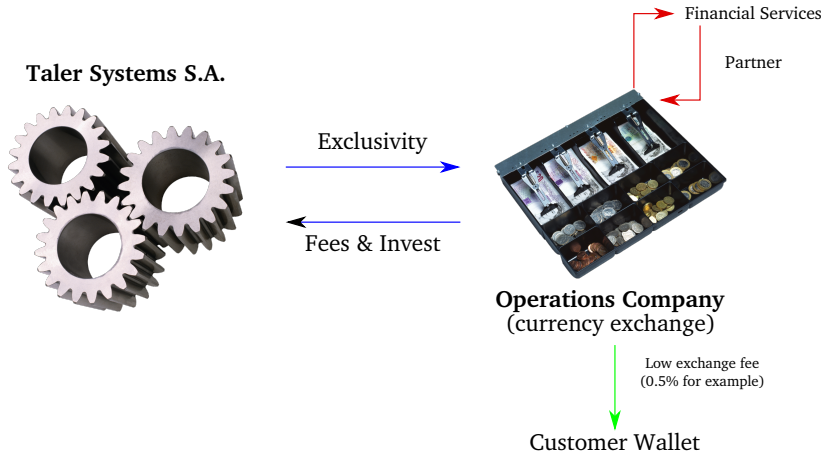 Financial Services
Partner
Taler Systems S.A.
Exclusivity
Fees & Invest
Operations Company
(currency exchange)
Low exchange fee
(0.5% for example)
Customer Wallet